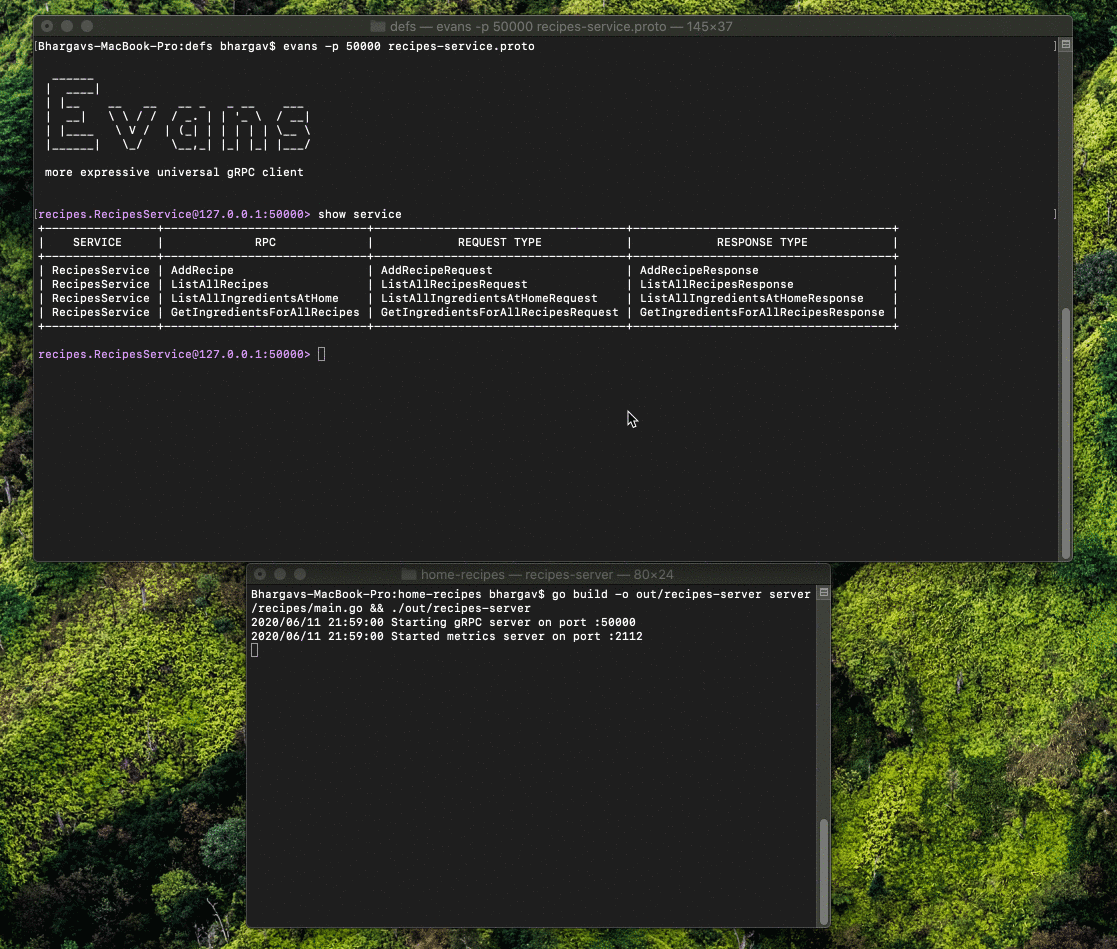 defs — evans -p 50000 recipes-service.proto — 145×37
[Bhargavs-MacBook-Pro:defs bhargav$ evans -p 50000 recipes-service.proto ]
Evans
more expressive universal gRPC client
[recipes.RecipesService@127.0.0.1:50000> show service ]
+----------------+-----------------------------+-------------------------------------+--------------------------------------+
| SERVICE | RPC | REQUEST TYPE | RESPONSE TYPE |
+----------------+-----------------------------+-------------------------------------+--------------------------------------+
| RecipesService | AddRecipe | AddRecipeRequest | AddRecipeResponse |
| RecipesService | ListAllRecipes | ListAllRecipesRequest | ListAllRecipesResponse |
| RecipesService | ListAllIngredientsAtHome | ListAllIngredientsAtHomeRequest | ListAllIngredientsAtHomeResponse |
| RecipesService | GetIngredientsForAllRecipes | GetIngredientsForAllRecipesRequest | GetIngredientsForAllRecipesResponse |
+----------------+-----------------------------+-------------------------------------+--------------------------------------+
recipes.RecipesService@127.0.0.1:50000>
home-recipes — recipes-server — 80×24
Bhargavs-MacBook-Pro:home-recipes bhargav$ go build -o out/recipes-server server
/recipes/main.go && ./out/recipes-server
2020/06/11 21:59:00 Starting gRPC server on port :50000
2020/06/11 21:59:00 Started metrics server on port :2112